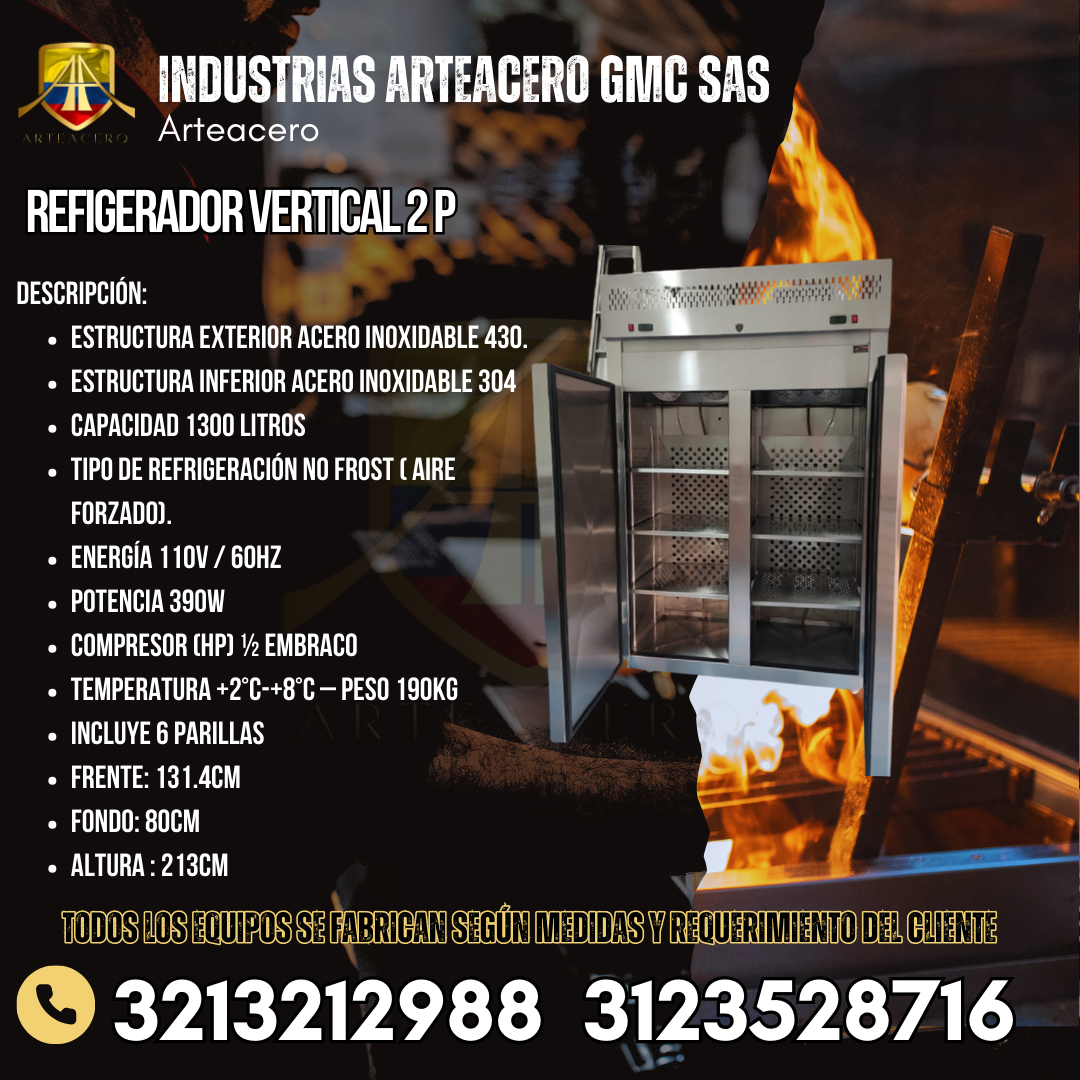 INDUSTRIAS ARTEACERO GMC SAS
Arteacero
ARTEACERO
REFIGERADOR VERTICAL 2 P
DESCRIPCIÓN:
• ESTRUCTURA EXTERIOR ACERO INOXIDABLE 430.
• ESTRUCTURA INFERIOR ACERO INOXIDABLE 304
• CAPACIDAD 1300 LITROS
• TIPO DE REFRIGERACIÓN NO FROST ( AIRE
FORZADO).
• ENERGÍA 110V / 60HZ
• POTENCIA 390W
• COMPRESOR (HP) ½ EMBRACO
• TEMPERATURA +2°C-+8°C – PESO 190KG
• INCLUYE 6 PARILLAS
• FRENTE: 131.4CM
• FONDO: 80CM
• ALTURA : 213CM
TODOS LOS EQUIPOS SE FABRICAN SEGÚN MEDIDAS Y REQUERIMIENTO DEL CLIENTE
3213212988 3123528716